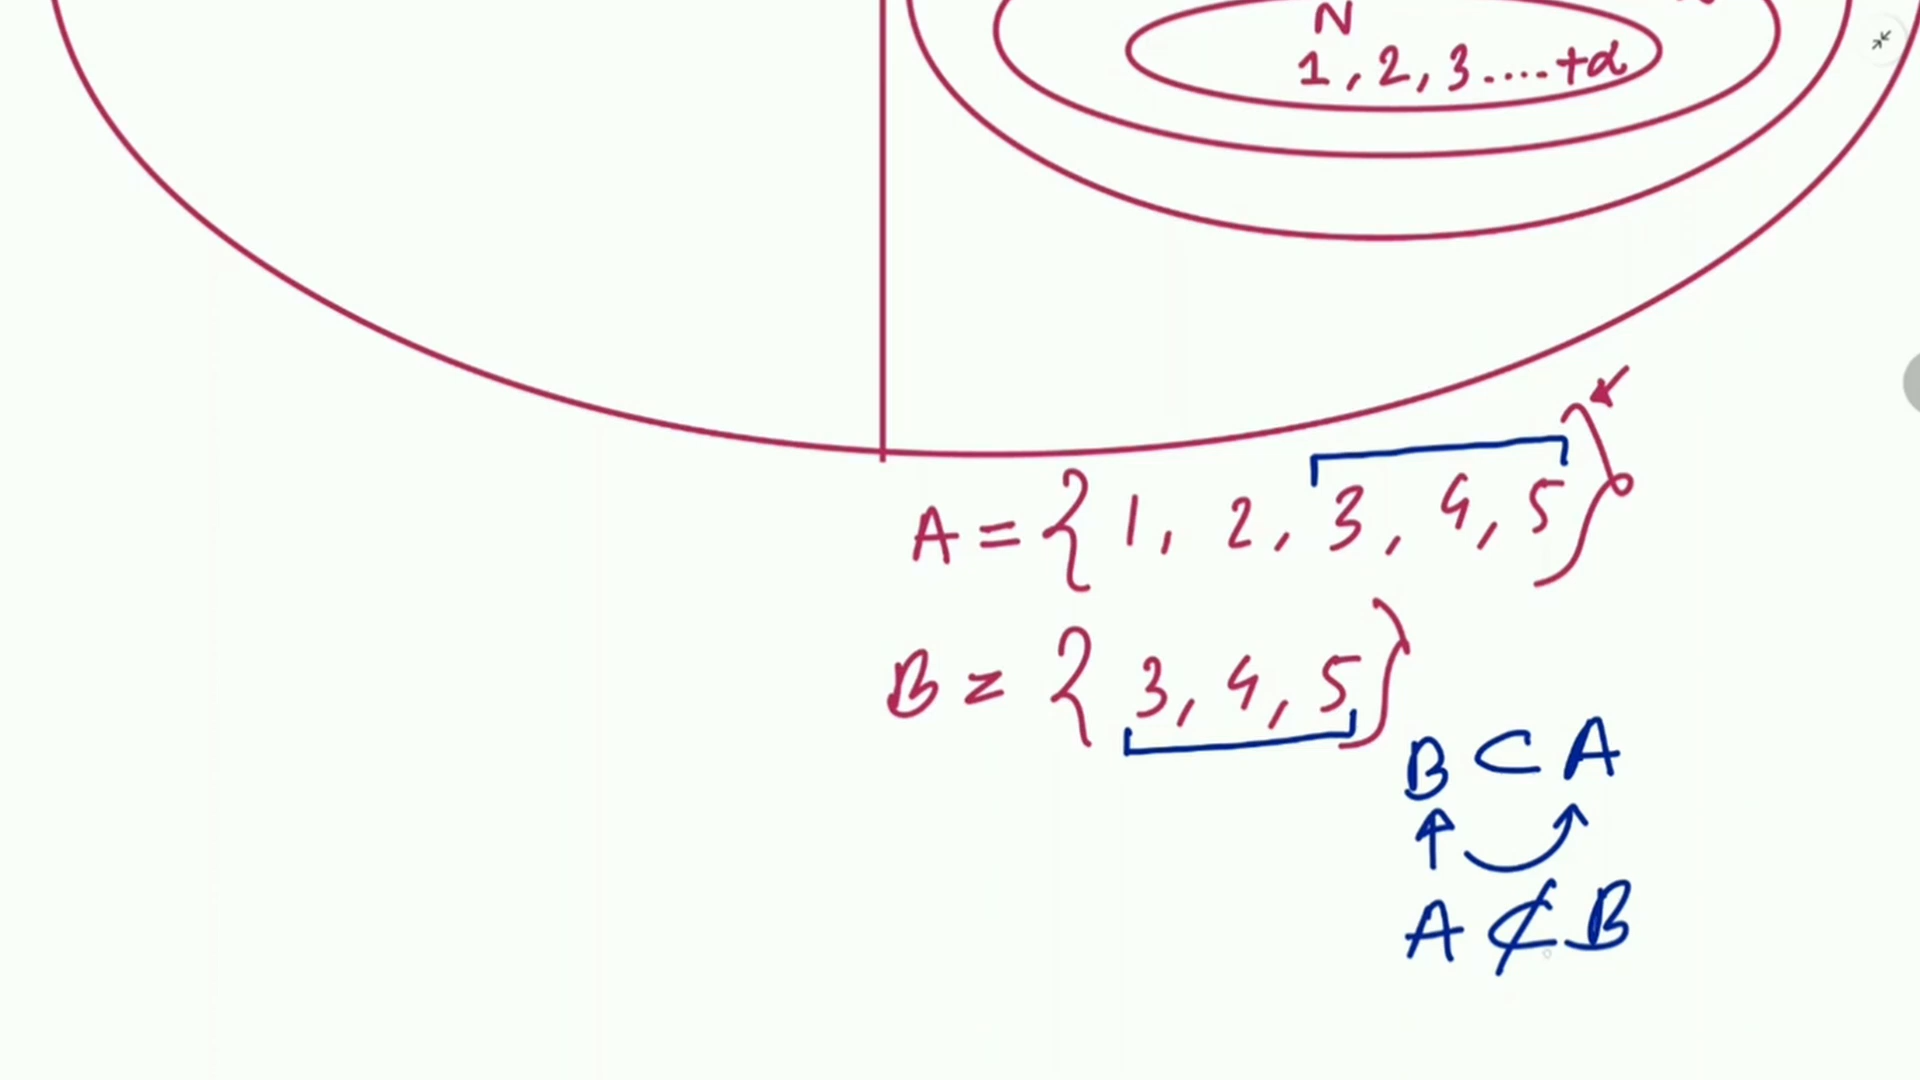 N
1, 2, 3.....+α
A = { 1, 2, 3, 4, 5 }
B = { 3, 4, 5 }
B ⊂ A
A ⊄ B